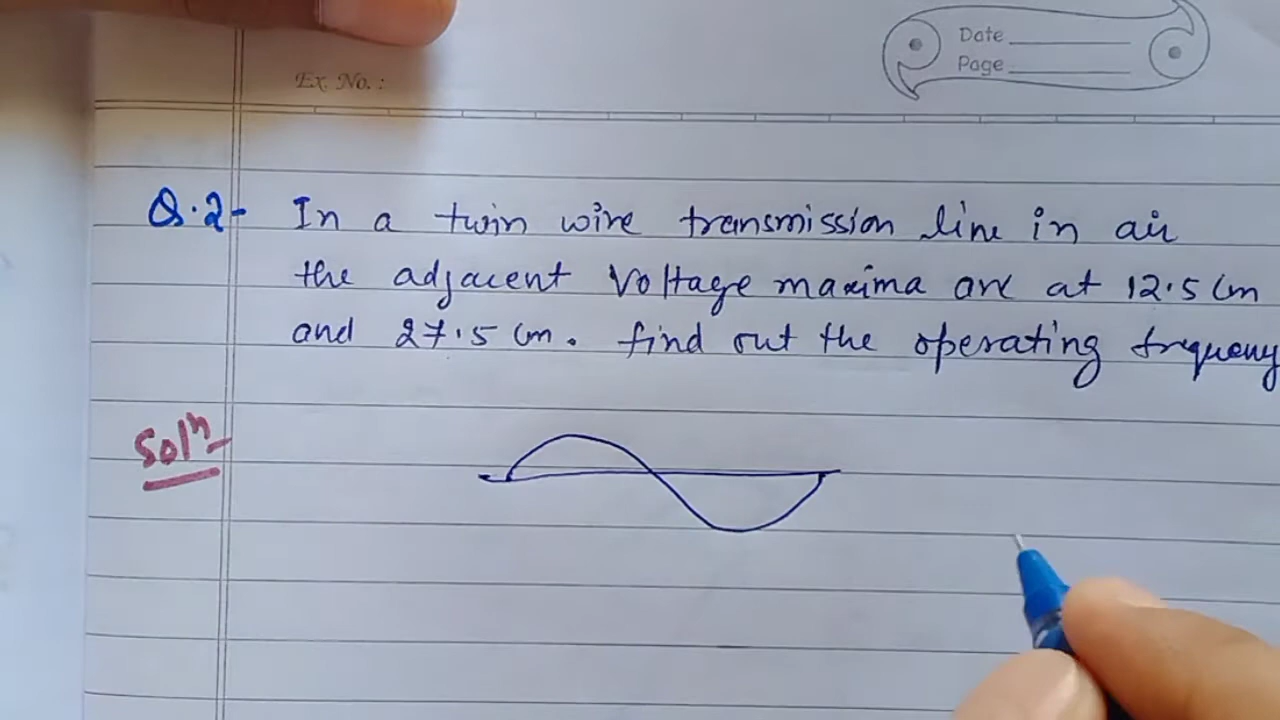 Date
Page
Ex. No. :
Q.2- In a twin wire transmission line in air
the adjacent Voltage maxima are at 12.5 cm
and 27.5 cm. find out the operating frequency
Solⁿ-